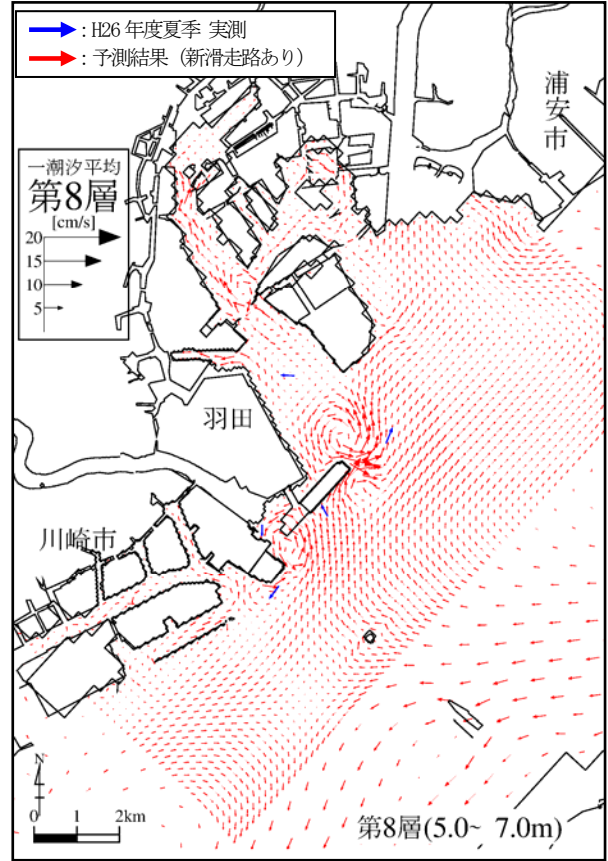 : H26 年度夏季 実測
: 予測結果（新滑走路あり）
浦安市
一潮汐平均
第8層
[cm/s]
20
15
10
5
羽田
川崎市
N
0 1 2km
第8層(5.0~ 7.0m)